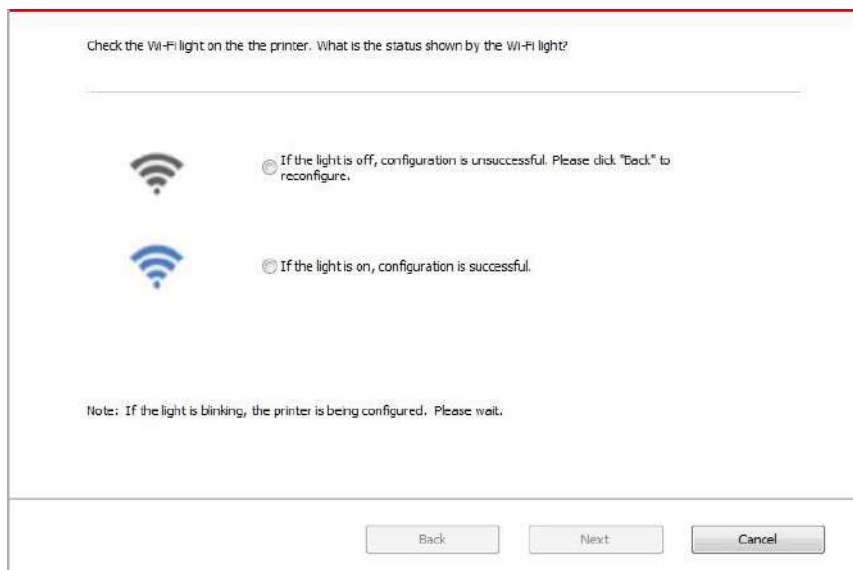 Check the Wi-Fi light on the the printer. What is the status shown by the Wi-Fi light?
If the light is off, configuration is unsuccessful. Please click "Back" to
reconfigure.
If the light is on, configuration is successful.
Note: If the light is blinking, the printer is being configured. Please wait.
Back
Next
Cancel